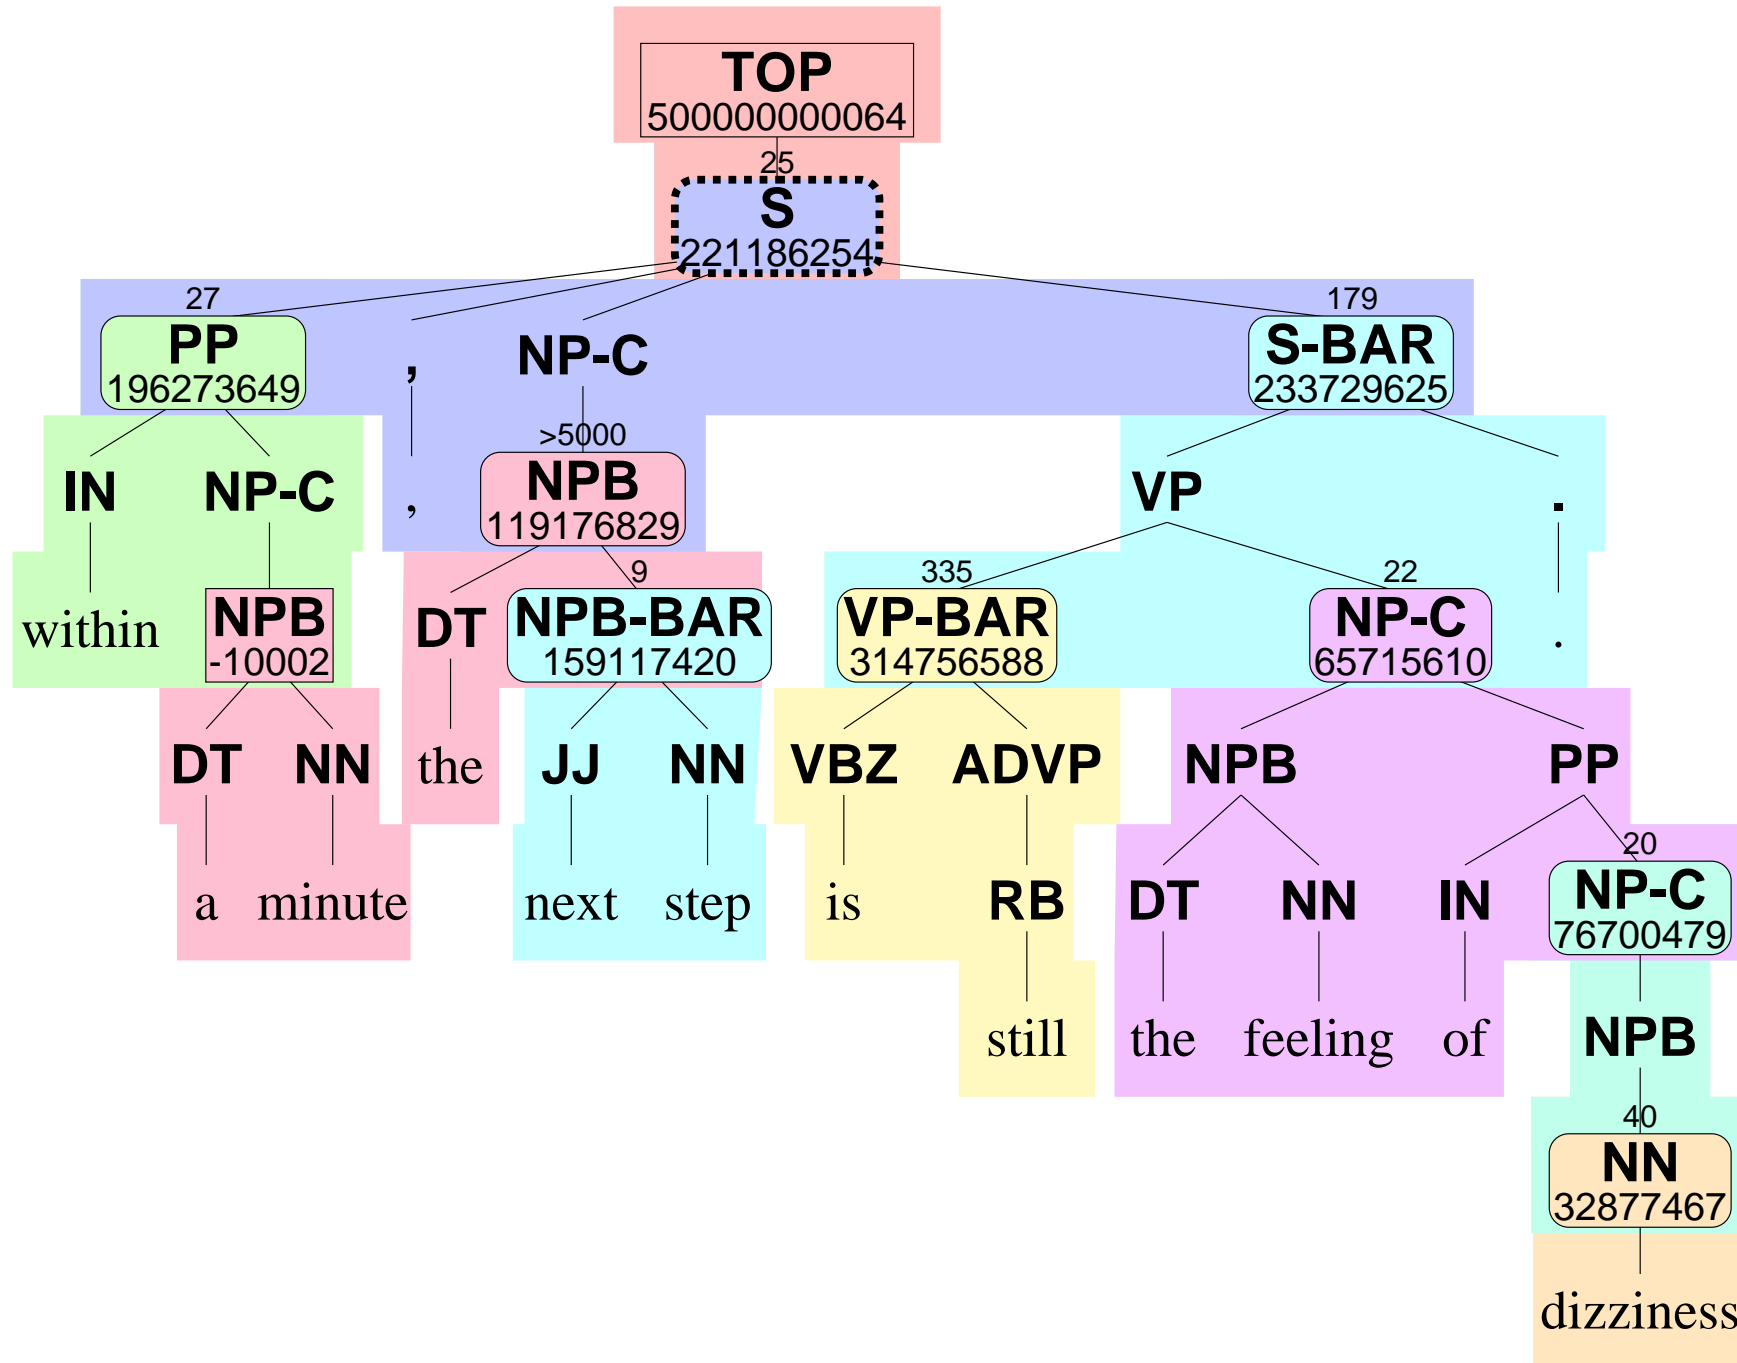 TOP
500000000064
25
S
221186254
27 179
PP , NP-C S-BAR
196273649 233729625
>5000
IN NP-C , NPB VP .
119176829
9 335 22
within NPB DT NPB-BAR VP-BAR NP-C .
-10002 159117420 314756588 65715610
DT NN the JJ NN VBZ ADVP NPB PP
20
a minute next step is RB DT NN IN NP-C
76700479
still the feeling of NPB
40
NN
32877467
dizziness